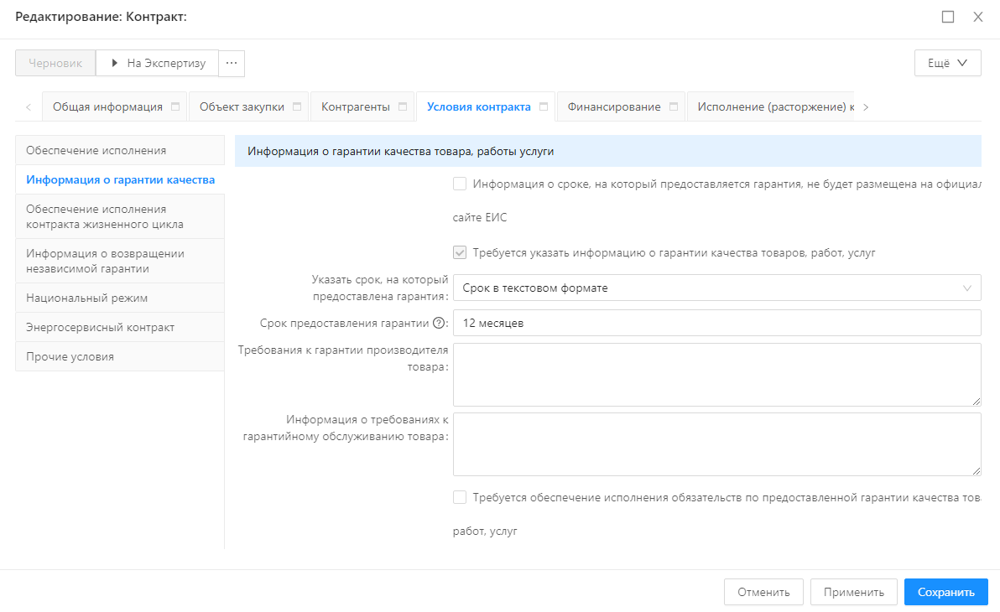 Редактирование: Контракт:
Черновик
На Экспертизу
...
Ещё
Общая информация
Объект закупки
Контрагенты
Условия контракта
Финансирование
Исполнение (расторжение) к
Обеспечение исполнения
Информация о гарантии качества
Обеспечение исполнения
контракта жизненного цикла
Информация о возвращении
независимой гарантии
Национальный режим
Энергосервисный контракт
Прочие условия
Информация о гарантии качества товара, работы услуги
Информация о сроке, на который предоставляется гарантия, не будет размещена на официал
сайте ЕИС
Требуется указать информацию о гарантии качества товаров, работ, услуг
Указать срок, на который
предоставлена гарантия:
Срок в текстовом формате
Срок предоставления гарантии ?:
12 месяцев
Требования к гарантии производителя
товара:
Информация о требованиях к
гарантийному обслуживанию товара:
Требуется обеспечение исполнения обязательств по предоставленной гарантии качества тов
работ, услуг
Отменить
Применить
Сохранить